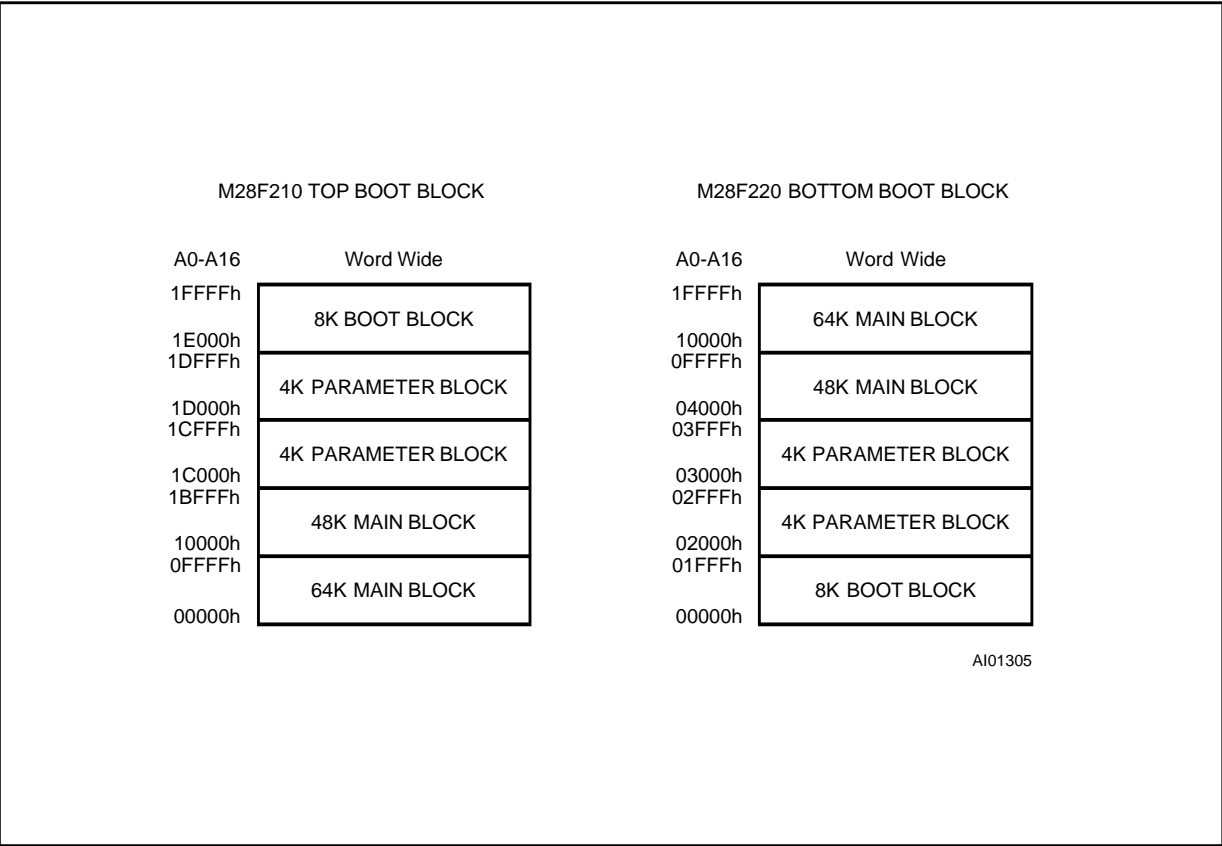 M28F210 TOP BOOT BLOCK
A0-A16 Word Wide
1FFFFh
8K BOOT BLOCK
1E000h
1DFFFh
4K PARAMETER BLOCK
1D000h
1CFFFh
4K PARAMETER BLOCK
1C000h
1BFFFh
48K MAIN BLOCK
10000h
0FFFFh
64K MAIN BLOCK
00000h
M28F220 BOTTOM BOOT BLOCK
A0-A16 Word Wide
1FFFFh
64K MAIN BLOCK
10000h
0FFFFh
48K MAIN BLOCK
04000h
03FFFh
4K PARAMETER BLOCK
03000h
02FFFh
4K PARAMETER BLOCK
02000h
01FFFh
8K BOOT BLOCK
00000h
AI01305